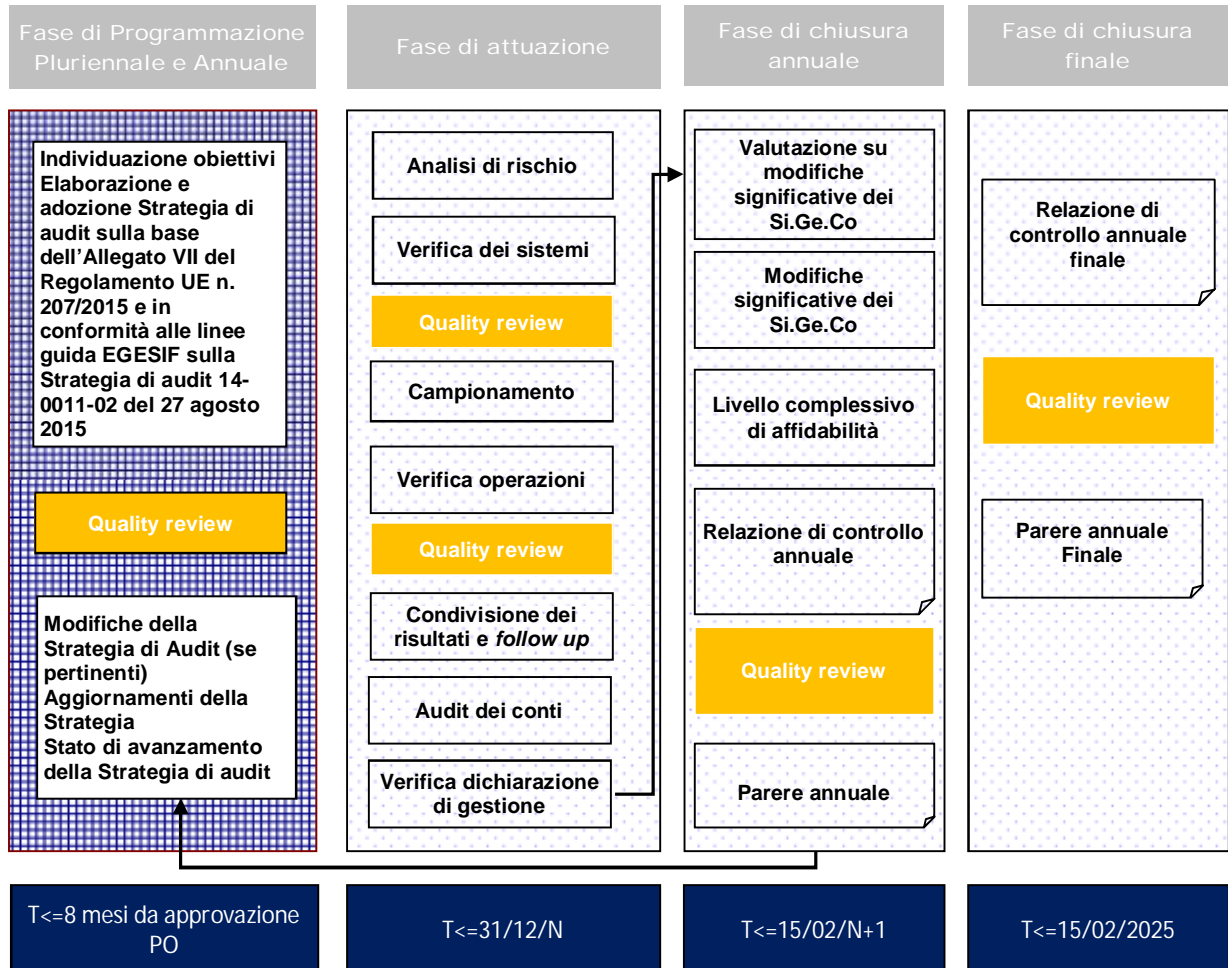 Fase di Programmazione
Pluriennale e Annuale
Fase di attuazione
Fase di chiusura
annuale
Fase di chiusura
finale
Individuazione obiettivi
Elaborazione e
adozione Strategia di
audit sulla base
dell'Allegato VII del
Regolamento UE n.
207/2015 e in
conformità alle linee
guida EGESIF sulla
Strategia di audit 14-
0011-02 del 27 agosto
2015
Quality review
Modifiche della
Strategia di Audit (se
pertinenti)
Aggiornamenti della
Strategia
Stato di avanzamento
della Strategia di audit
Analisi di rischio
Verifica dei sistemi
Quality review
Campionamento
Verifica operazioni
Quality review
Condivisione dei
risultati e follow up
Audit dei conti
Verifica dichiarazione
di gestione
Valutazione su
modifiche
significative dei
Si.Ge.Co
Modifiche
significative dei
Si.Ge.Co
Livello complessivo
di affidabilità
Relazione di controllo
annuale
Quality review
Parere annuale
Relazione di
controllo annuale
finale
Quality review
Parere annuale
Finale
T<=8 mesi da approvazione
PO
T<=31/12/N
T<=15/02/N+1
T<=15/02/2025